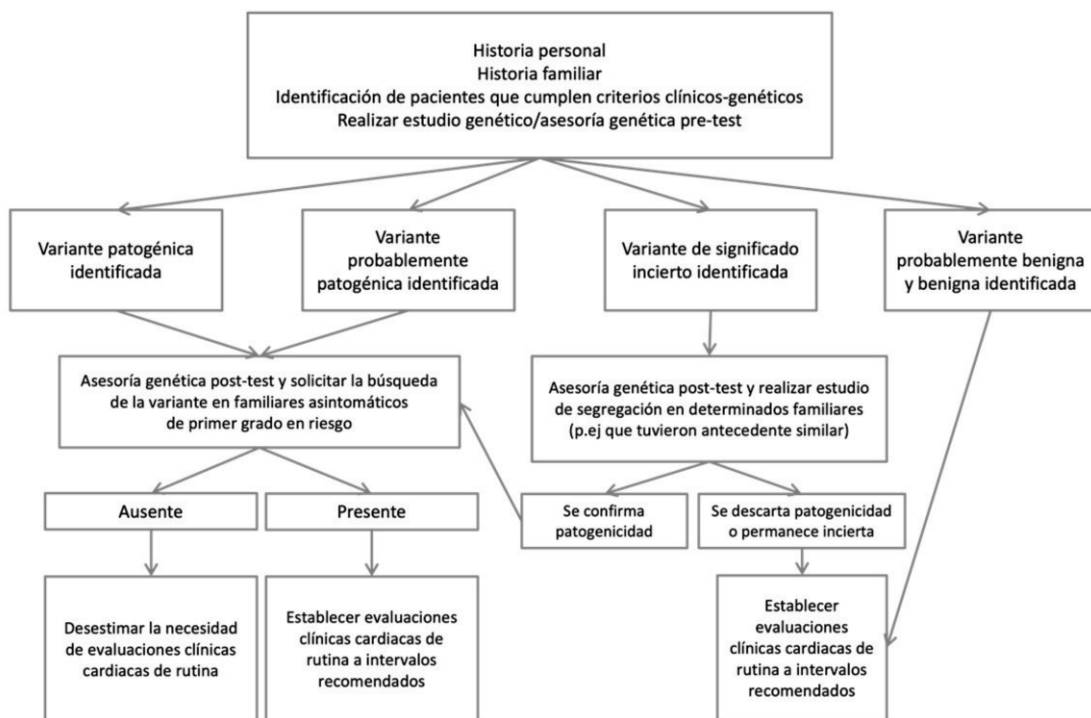 Historia personal
Historia familiar
Identificación de pacientes que cumplen criterios clínicos-genéticos
Realizar estudio genético/asesoría genética pre-test
Variante patogénica
identificada
Variante
probablemente
patogénica identificada
Variante de significado
incierto identificada
Variante
probablemente benigna
y benigna identificada
Asesoría genética post-test y solicitar la búsqueda
de la variante en familiares asintomáticos
de primer grado en riesgo
Asesoría genética post-test y realizar estudio
de segregación en determinados familiares
(p.ej que tuvieron antecedente similar)
Ausente
Presente
Se confirma
patogenicidad
Se descarta patogenicidad
o permanece incierta
Desestimar la necesidad
de evaluaciones clínicas
cardiacas de rutina
Establecer evaluaciones
clínicas cardiacas de
rutina a intervalos
recomendados
Establecer
evaluaciones
clínicas cardiacas de
rutina a intervalos
recomendados